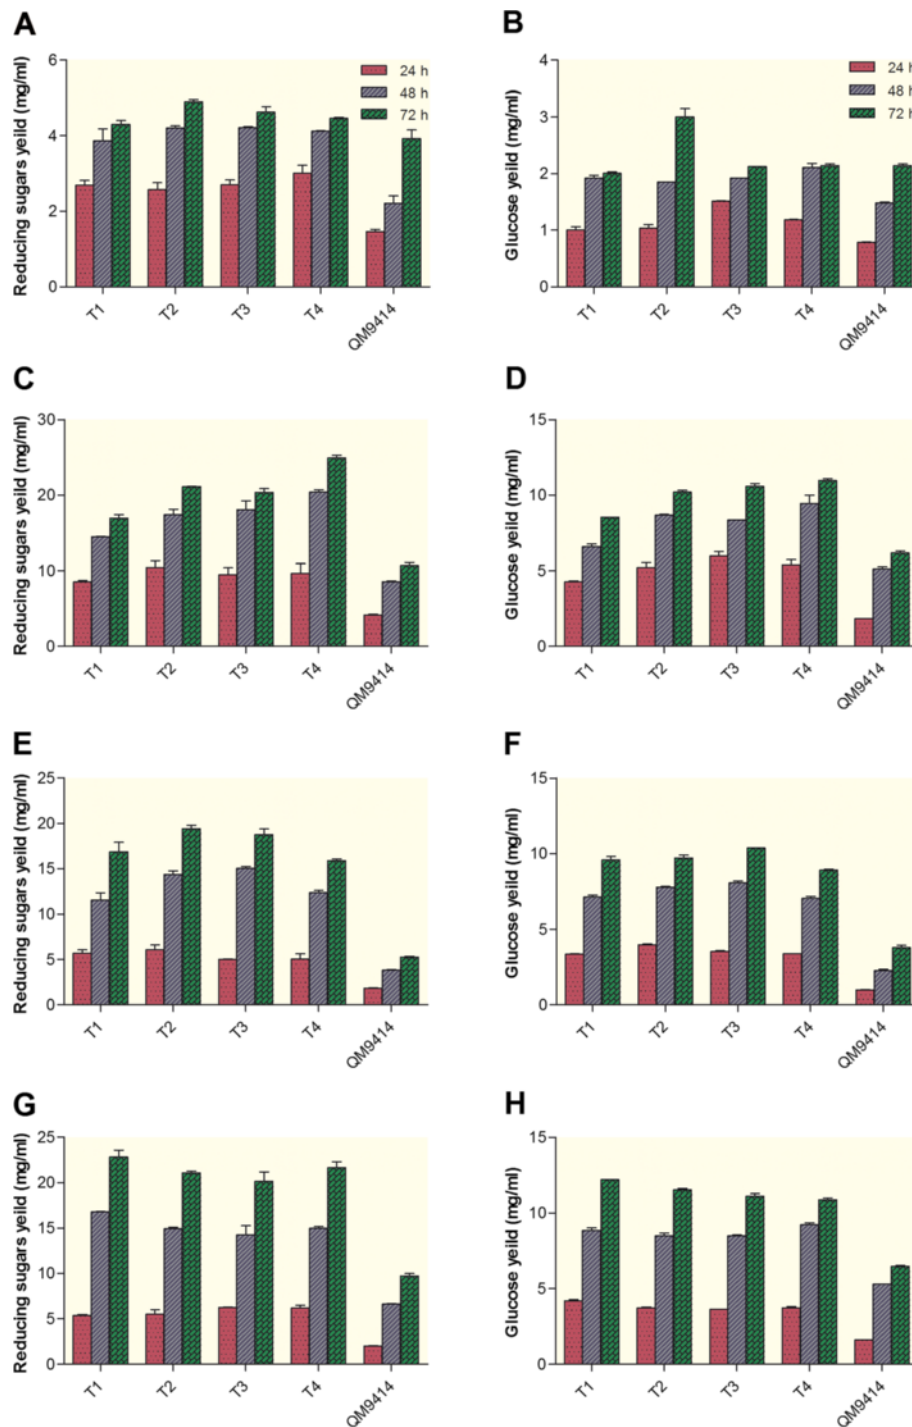 A
Reducing sugars yeild (mg/ml)
6
4
2
0
24 h
48 h
72 h
T1
T2
T3
T4
QM9414
B
Glucose yeild (mg/ml)
4
3
2
1
0
24 h
48 h
72 h
T1
T2
T3
T4
QM9414
C
Reducing sugars yeild (mg/ml)
30
20
10
0
T1
T2
T3
T4
QM9414
D
Glucose yeild (mg/ml)
15
10
5
0
T1
T2
T3
T4
QM9414
E
Reducing sugars yeild (mg/ml)
25
20
15
10
5
0
T1
T2
T3
T4
QM9414
F
Glucose yeild (mg/ml)
15
10
5
0
T1
T2
T3
T4
QM9414
G
Reducing sugars yeild (mg/ml)
25
20
15
10
5
0
T1
T2
T3
T4
QM9414
H
Glucose yeild (mg/ml)
15
10
5
0
T1
T2
T3
T4
QM9414